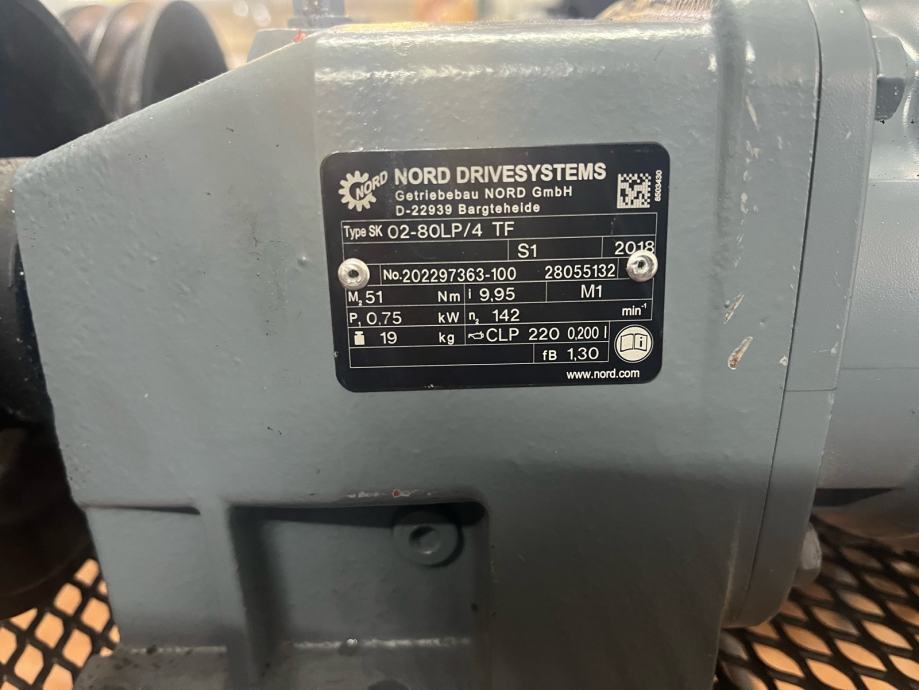 NORD
NORD DRIVESYSTEMS
Getriebebau NORD GmbH
D-22939 Bargteheide
8503430
Type SK 02-80LP/4 TF
S1 2018
No. 202297363-100 28055132
M2 51 Nm i 9,95 M1
P1 0,75 kW n2 142 min-1
19 kg CLP 220 0,200 l
fB 1,30
www.nord.com